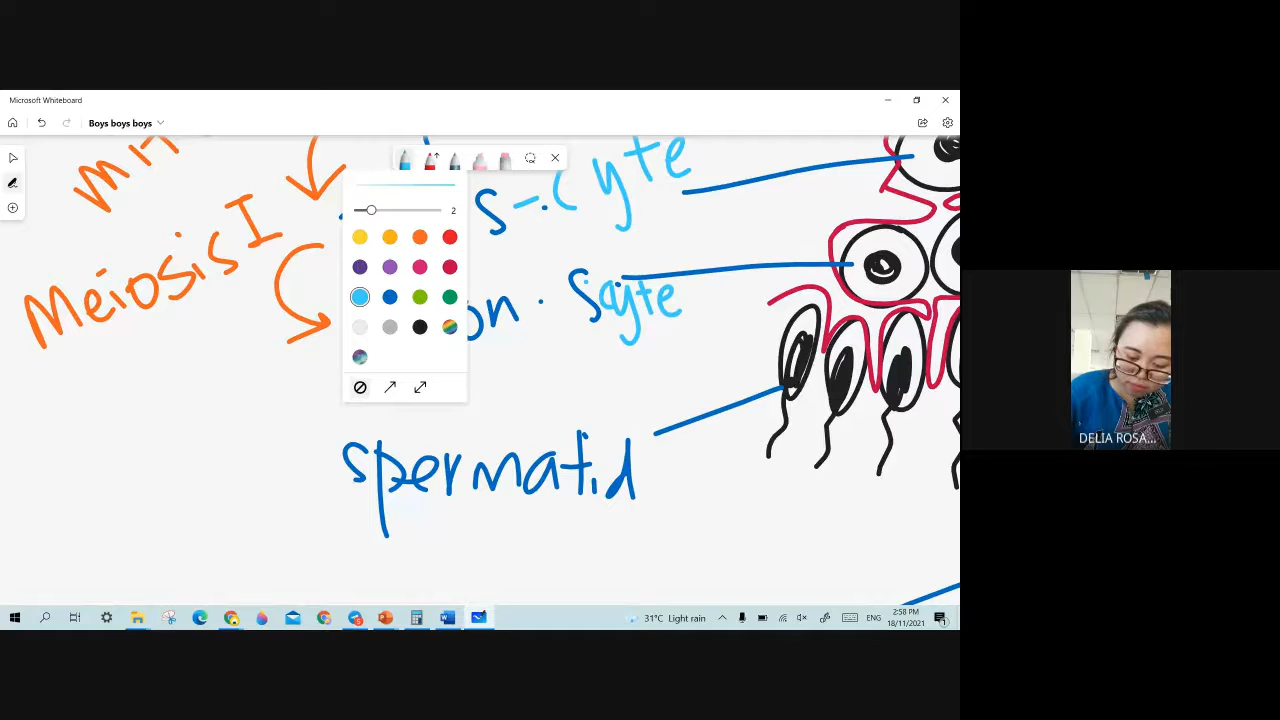 Microsoft Whiteboard
Boys boys boys
s-cyte
Meiosis I
2
on. Scyte
spermatid
DELIA ROSA...
31°C Light rain
ENG
2:58 PM
18/11/2021